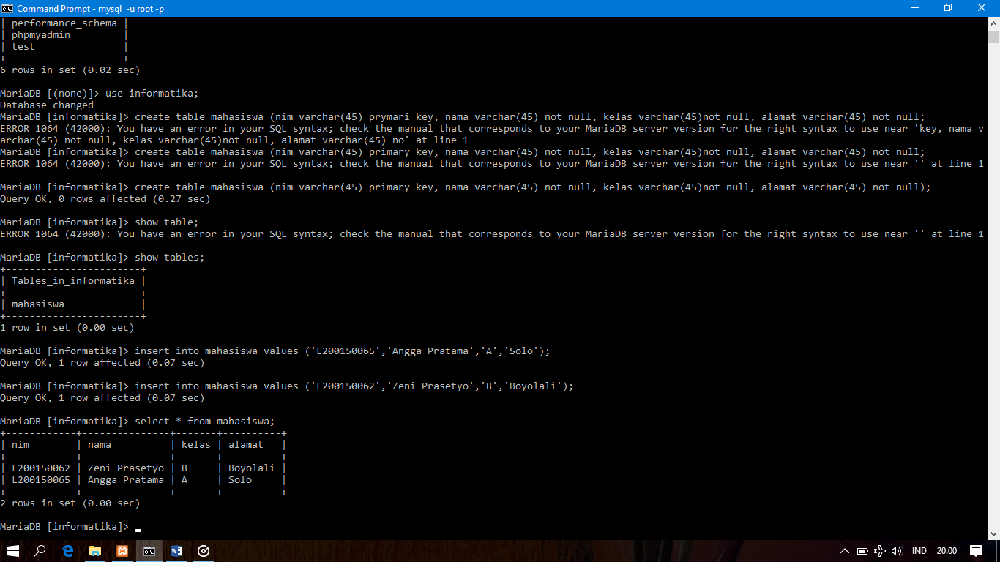 Command Prompt - mysql  -u root -p
| performance_schema |
| phpmyadmin         |
| test               |
+--------------------+
6 rows in set (0.02 sec)
MariaDB [(none)]> use informatika;
Database changed
MariaDB [informatika]> create table mahasiswa (nim varchar(45) prymari key, nama varchar(45) not null, kelas varchar(45)not null, alamat varchar(45) not null;
ERROR 1064 (42000): You have an error in your SQL syntax; check the manual that corresponds to your MariaDB server version for the right syntax to use near 'key, nama v
archar(45) not null, kelas varchar(45)not null, alamat varchar(45) no' at line 1
MariaDB [informatika]> create table mahasiswa (nim varchar(45) primary key, nama varchar(45) not null, kelas varchar(45)not null, alamat varchar(45) not null;
ERROR 1064 (42000): You have an error in your SQL syntax; check the manual that corresponds to your MariaDB server version for the right syntax to use near '' at line 1
MariaDB [informatika]> create table mahasiswa (nim varchar(45) primary key, nama varchar(45) not null, kelas varchar(45)not null, alamat varchar(45) not null);
Query OK, 0 rows affected (0.27 sec)
MariaDB [informatika]> show table;
ERROR 1064 (42000): You have an error in your SQL syntax; check the manual that corresponds to your MariaDB server version for the right syntax to use near '' at line 1
MariaDB [informatika]> show tables;
+-----------------------+
| Tables_in_informatika |
+-----------------------+
| mahasiswa             |
+-----------------------+
1 row in set (0.00 sec)
MariaDB [informatika]> insert into mahasiswa values ('L200150065','Angga Pratama','A','Solo');
Query OK, 1 row affected (0.07 sec)
MariaDB [informatika]> insert into mahasiswa values ('L200150062','Zeni Prasetyo','B','Boyolali');
Query OK, 1 row affected (0.07 sec)
MariaDB [informatika]> select * from mahasiswa;
+------------+---------------+-------+----------+
| nim        | nama          | kelas | alamat   |
+------------+---------------+-------+----------+
| L200150062 | Zeni Prasetyo | B     | Boyolali |
| L200150065 | Angga Pratama | A     | Solo     |
+------------+---------------+-------+----------+
2 rows in set (0.00 sec)
MariaDB [informatika]>
IND 20.00